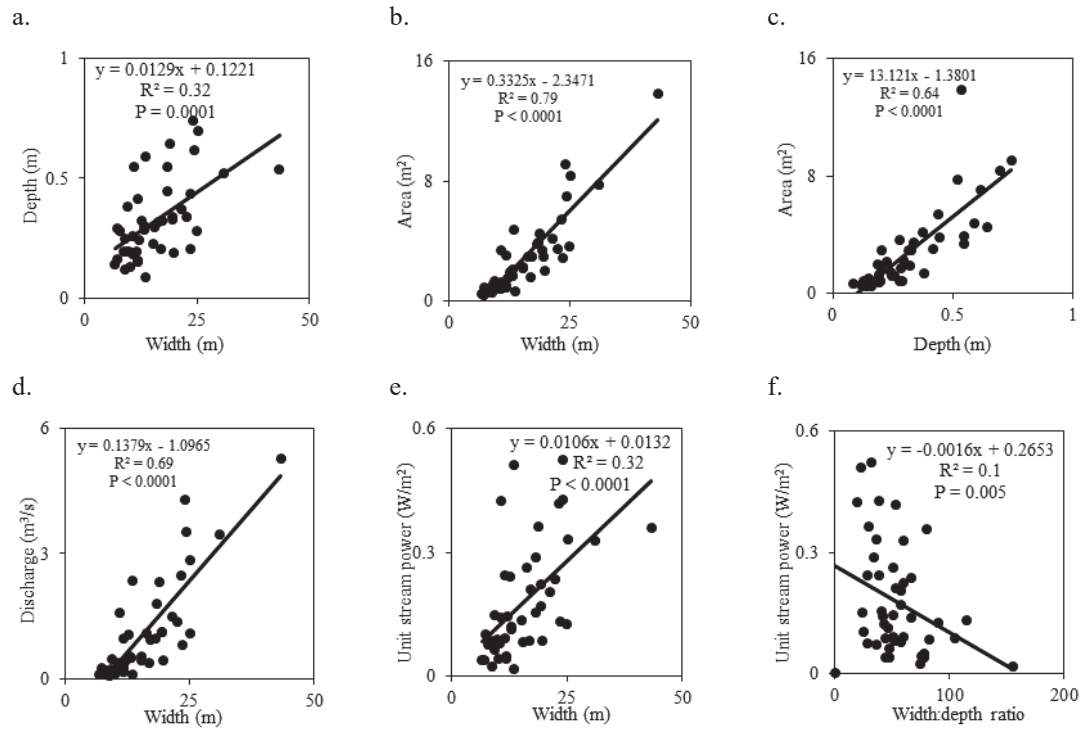 a.
y = 0.0129x + 0.1221
R² = 0.32
P = 0.0001
1
0.5
0
0
25
50
Depth (m)
Width (m)
b.
y = 0.3325x - 2.3471
R² = 0.79
P < 0.0001
16
8
0
0
25
50
Area (m²)
Width (m)
c.
y = 13.121x - 1.3801
R² = 0.64
P < 0.0001
16
8
0
0
0.5
1
Area (m²)
Depth (m)
d.
y = 0.1379x - 1.0965
R² = 0.69
P < 0.0001
6
3
0
0
25
50
Discharge (m³/s)
Width (m)
e.
y = 0.0106x + 0.0132
R² = 0.32
P < 0.0001
0.6
0.3
0
0
25
50
Unit stream power (W/m²)
Width (m)
f.
y = -0.0016x + 0.2653
R² = 0.1
P = 0.005
0.6
0.3
0
0
100
200
Unit stream power (W/m²)
Width:depth ratio